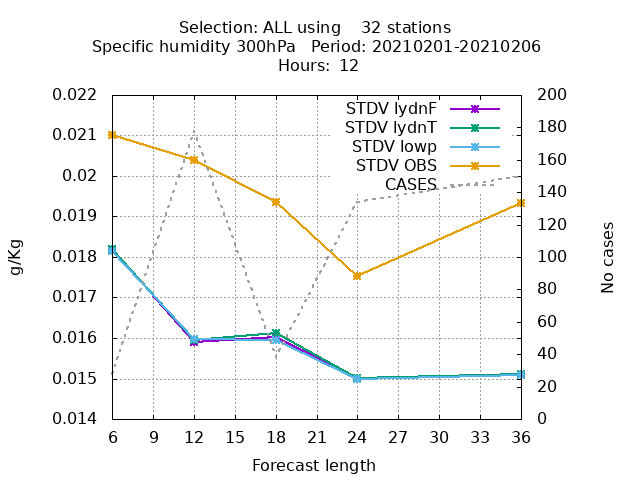 Selection: ALL using    32 stations
Specific humidity 300hPa   Period: 20210201-20210206
Hours: 12
0.022
0.021
0.02
0.019
0.018
0.017
0.016
0.015
0.014
200
180
160
140
120
100
80
60
40
20
0
STDV lydnF
STDV lydnT
STDV lowp
STDV OBS
CASES
g/Kg
No cases
6 9 12 15 18 21 24 27 30 33 36
Forecast length